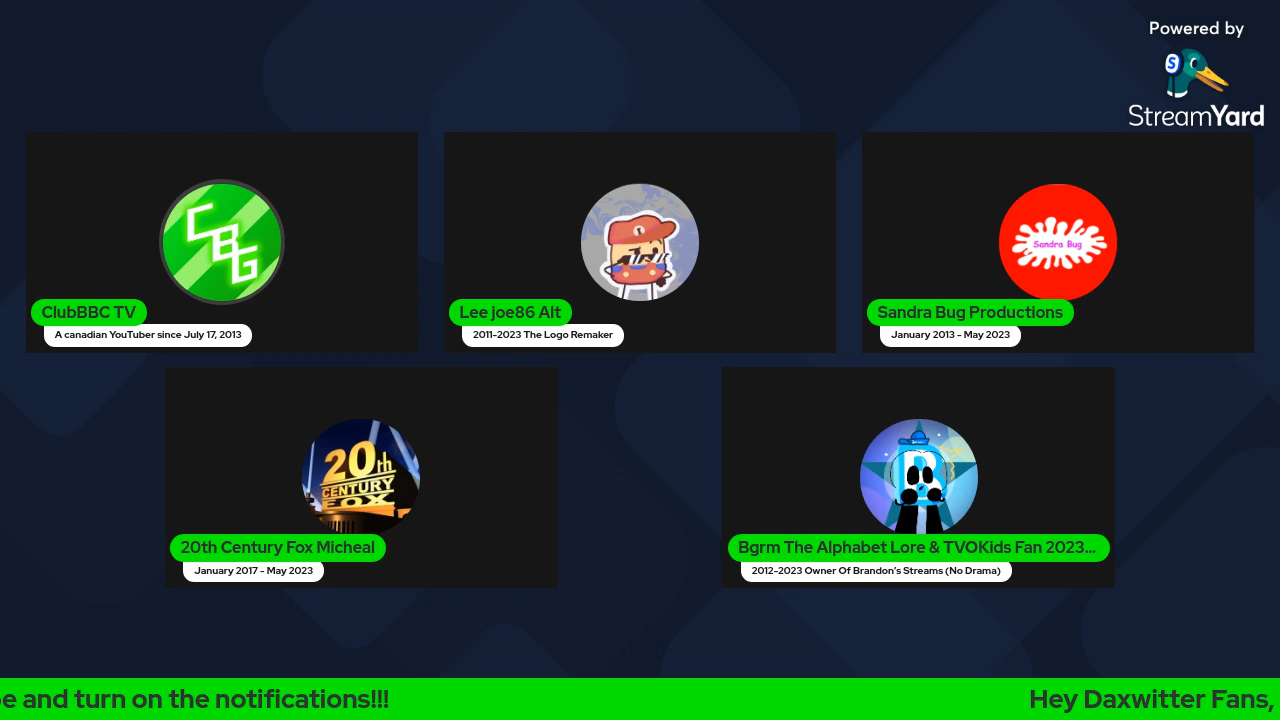 Powered by
StreamYard
CBG
ClubBBC TV
A canadian YouTuber since July 17, 2013
Lee joe86 Alt
2011-2023 The Logo Remaker
Sandra Bug
Sandra Bug Productions
January 2013 - May 2023
20th
CENTURY
FOX
20th Century Fox Micheal
January 2017 - May 2023
Bgrm The Alphabet Lore & TVOKids Fan 2023...
2012-2023 Owner Of Brandon's Streams (No Drama)
e and turn on the notifications!!! Hey Daxwitter Fans,